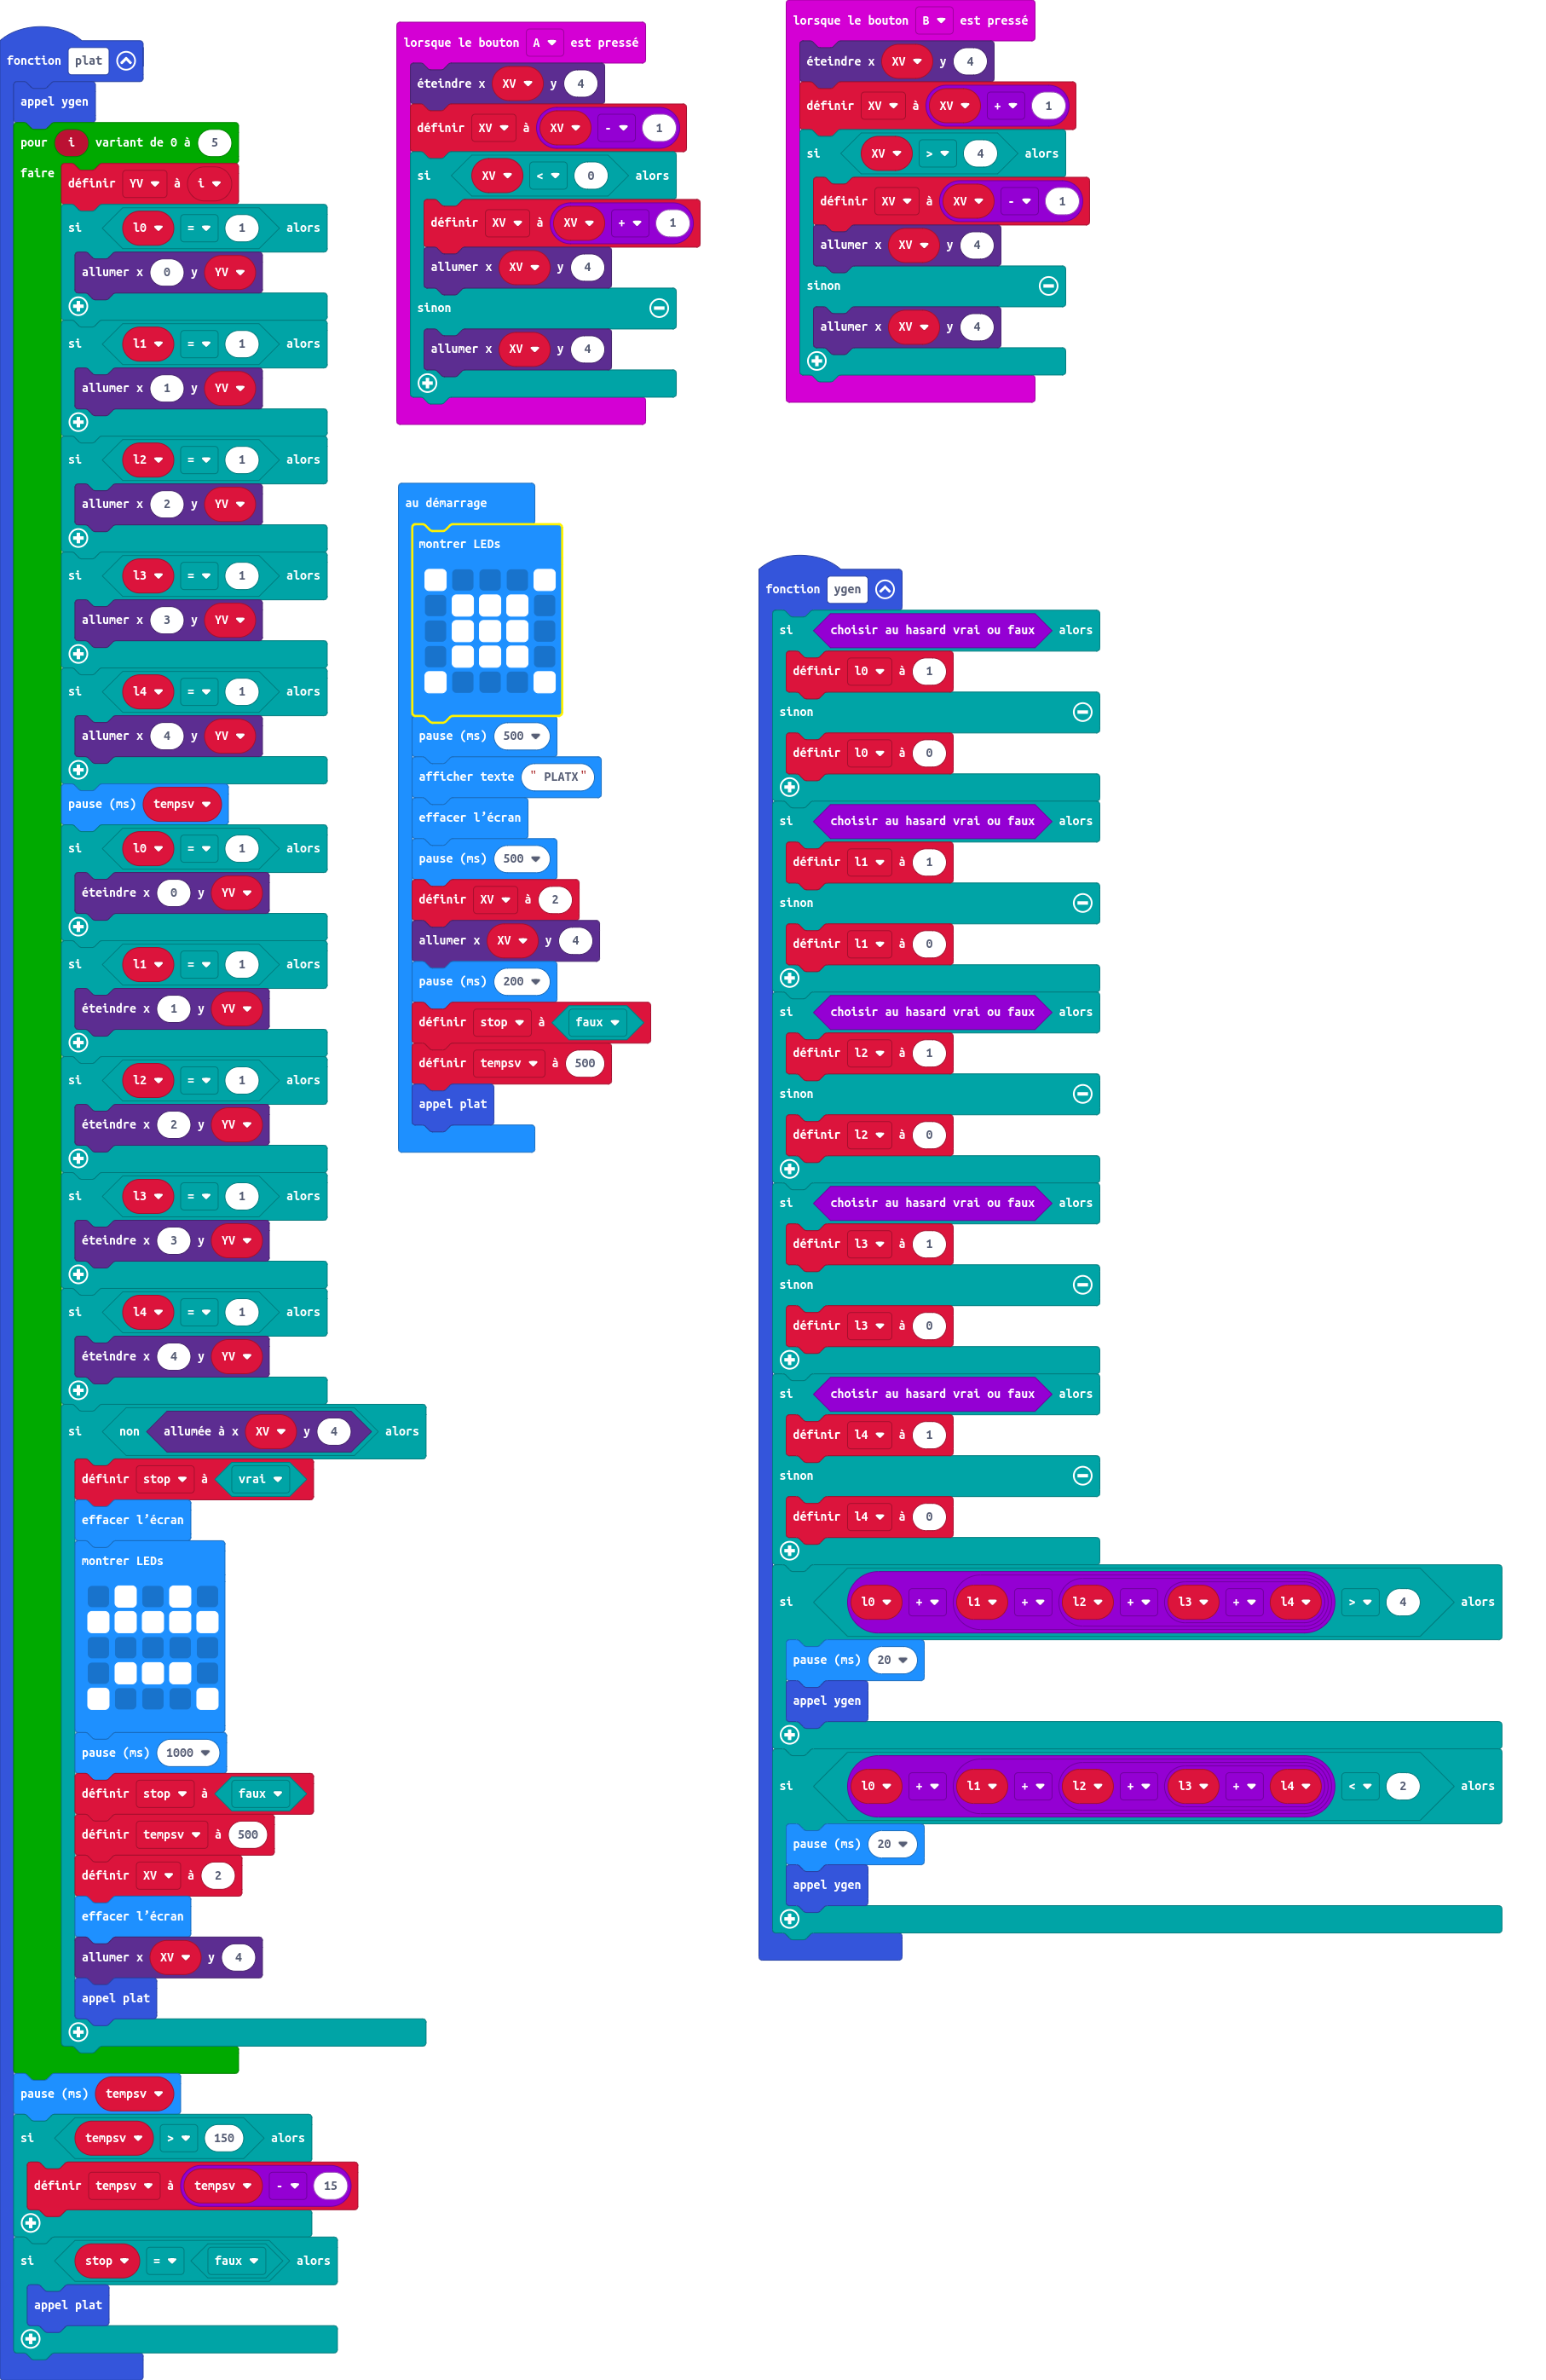 fonction plat
appel ygen
pour i variant de 0 à 5
faire
définir YV à i
si l0 = 1 alors
allumer x 0 y YV
si l1 = 1 alors
allumer x 1 y YV
si l2 = 1 alors
allumer x 2 y YV
si l3 = 1 alors
allumer x 3 y YV
si l4 = 1 alors
allumer x 4 y YV
pause (ms) tempsv
si l0 = 1 alors
éteindre x 0 y YV
si l1 = 1 alors
éteindre x 1 y YV
si l2 = 1 alors
éteindre x 2 y YV
si l3 = 1 alors
éteindre x 3 y YV
si l4 = 1 alors
éteindre x 4 y YV
si non allumée à x XV y 4 alors
définir stop à vrai
effacer l’écran
montrer LEDs
pause (ms) 1000
définir stop à faux
définir tempsv à 500
définir XV à 2
effacer l’écran
allumer x XV y 4
appel plat
pause (ms) tempsv
si tempsv > 150 alors
définir tempsv à tempsv - 15
si stop = faux alors
appel plat
lorsque le bouton A est pressé
éteindre x XV y 4
définir XV à XV - 1
si XV < 0 alors
définir XV à XV + 1
allumer x XV y 4
sinon
allumer x XV y 4
au démarrage
montrer LEDs
pause (ms) 500
afficher texte " PLATX"
effacer l’écran
pause (ms) 500
définir XV à 2
allumer x XV y 4
pause (ms) 200
définir stop à faux
définir tempsv à 500
appel plat
lorsque le bouton B est pressé
éteindre x XV y 4
définir XV à XV + 1
si XV > 4 alors
définir XV à XV - 1
allumer x XV y 4
sinon
allumer x XV y 4
fonction ygen
si choisir au hasard vrai ou faux alors
définir l0 à 1
sinon
définir l0 à 0
si choisir au hasard vrai ou faux alors
définir l1 à 1
sinon
définir l1 à 0
si choisir au hasard vrai ou faux alors
définir l2 à 1
sinon
définir l2 à 0
si choisir au hasard vrai ou faux alors
définir l3 à 1
sinon
définir l3 à 0
si choisir au hasard vrai ou faux alors
définir l4 à 1
sinon
définir l4 à 0
si l0 + l1 + l2 + l3 + l4 > 4 alors
pause (ms) 20
appel ygen
si l0 + l1 + l2 + l3 + l4 < 2 alors
pause (ms) 20
appel ygen